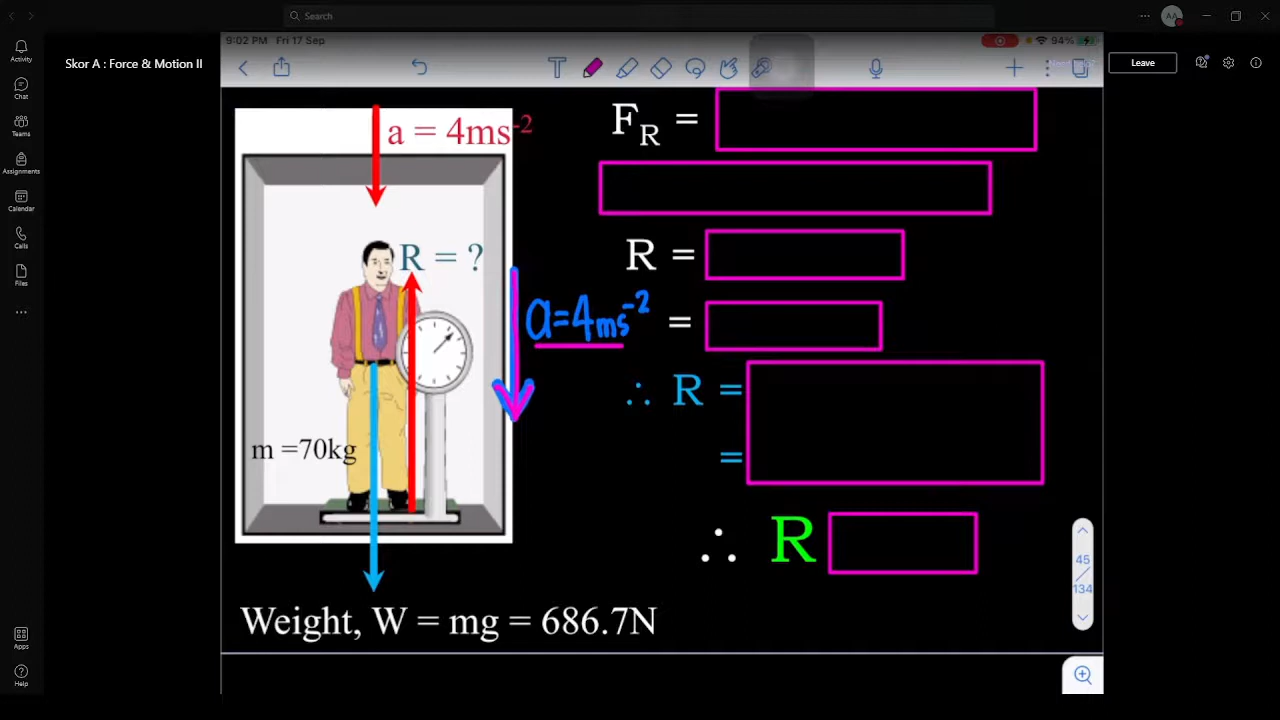 Search
AA
9:02 PM Fri 17 Sep
94%
Activity
Chat
Teams
Assignments
Calendar
Calls
Files
Apps
Help
Skor A : Force & Motion II
Leave
a = 4ms⁻²
R = ?
m =70kg
Weight, W = mg = 686.7N
a=4ms⁻²
F_R =
R =
=
∴ R =
=
∴ R
45
/
134